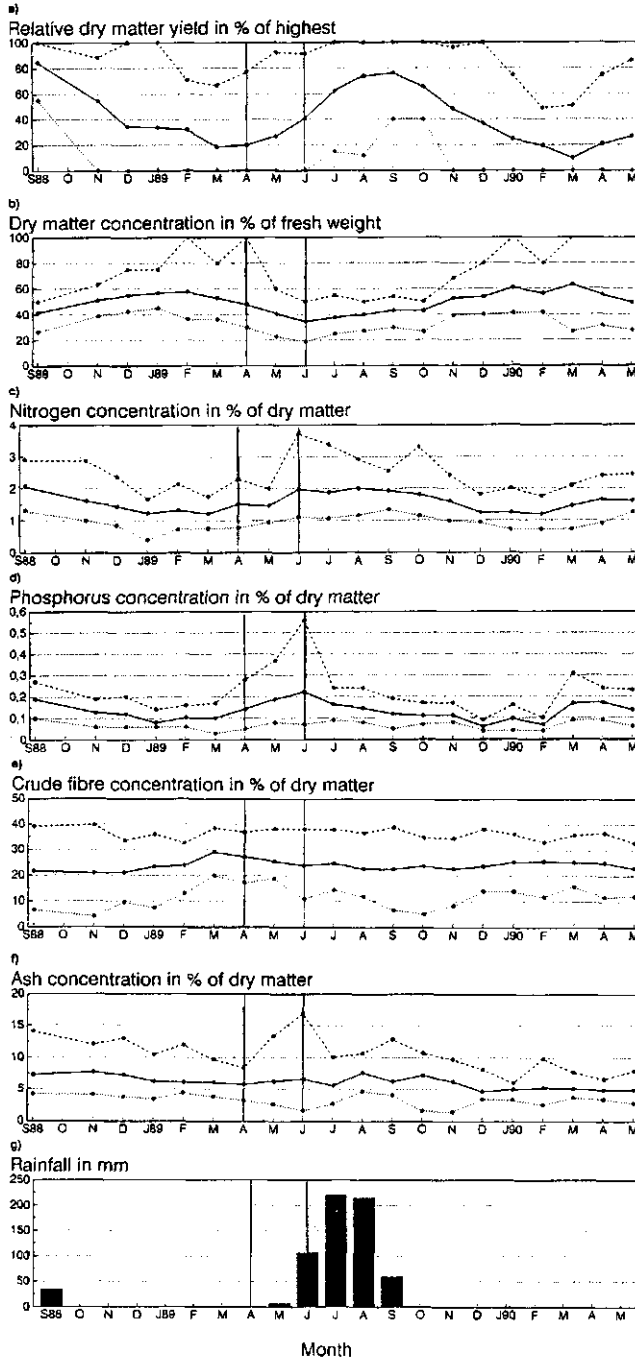 a)
Relative dry matter yield in % of highest
100
80
60
40
20
0
S88 O N D J89 F M A M J J A S O N D J90 F M A M
b)
Dry matter concentration in % of fresh weight
100
80
60
40
20
0
S88 O N D J89 F M A M J J A S O N D J90 F M A M
c)
Nitrogen concentration in % of dry matter
4
3
2
1
0
S88 O N D J89 F M A M J J A S O N D J90 F M A M
d)
Phosphorus concentration in % of dry matter
0,6
0,5
0,4
0,3
0,2
0,1
0
S88 O N D J89 F M A M J J A S O N D J90 F M A M
e)
Crude fibre concentration in % of dry matter
50
40
30
20
10
0
S88 O N D J89 F M A M J J A S O N D J90 F M A M
f)
Ash concentration in % of dry matter
20
15
10
5
0
S88 O N D J89 F M A M J J A S O N D J90 F M A M
g)
Rainfall in mm
250
200
150
100
50
0
S88 O N D J89 F M A M J J A S O N D J90 F M A M
Month